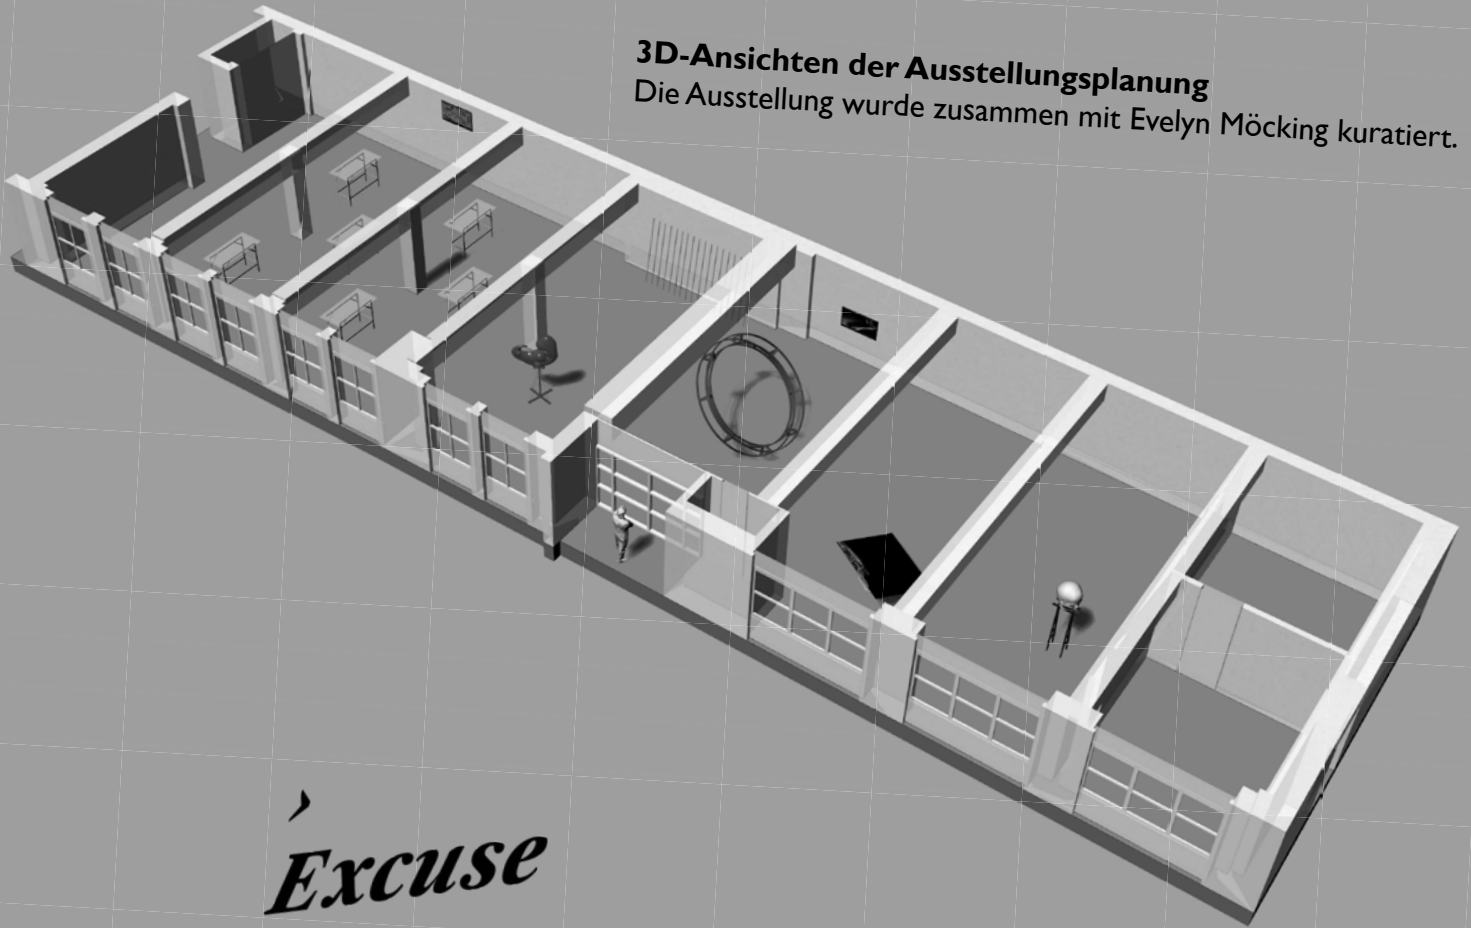 3D-Ansichten der Ausstellungsplanung
Die Ausstellung wurde zusammen mit Evelyn Möcking kuratiert.
›
Excuse